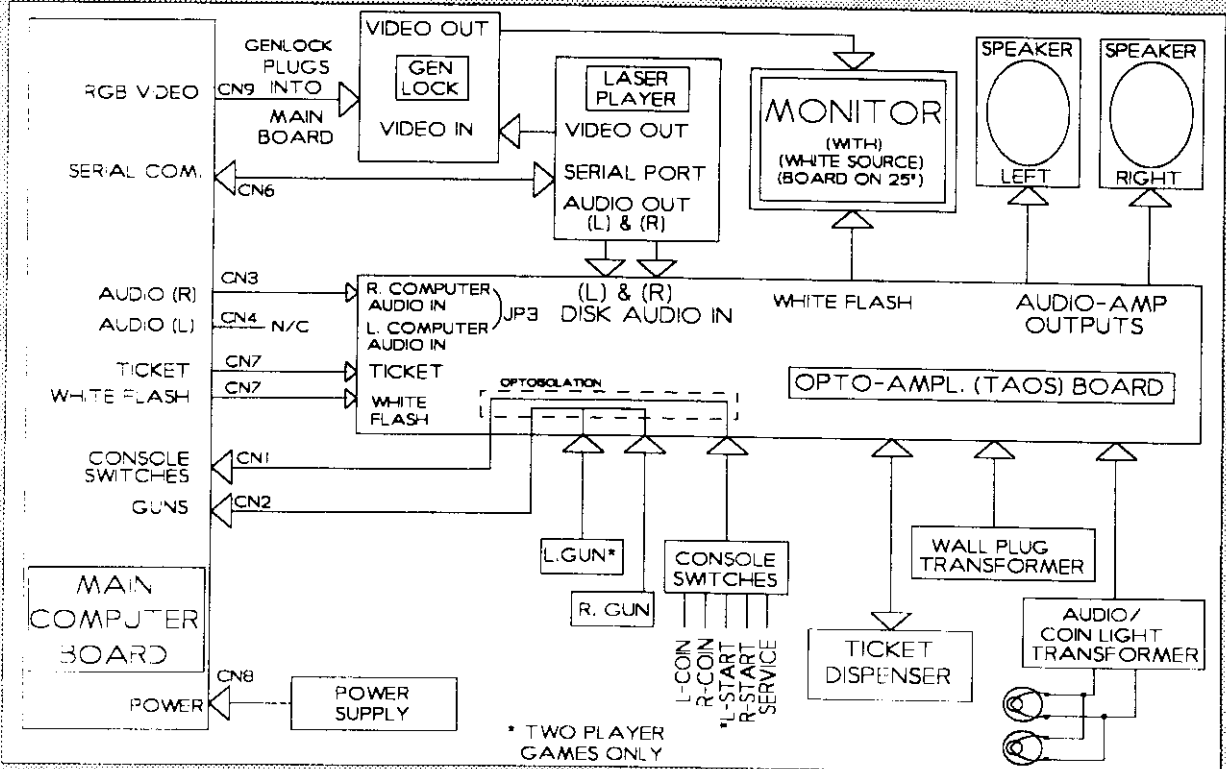 RGB VIDEO
CN9
GENLOCK
PLUGS
INTO
MAIN
BOARD
VIDEO OUT
GEN
LOCK
VIDEO IN
LASER
PLAYER
VIDEO OUT
SERIAL PORT
AUDIO OUT
(L) & (R)
MONITOR
(WITH)
(WHITE SOURCE)
(BOARD ON 25")
SPEAKER
LEFT
SPEAKER
RIGHT
SERIAL COM.
CN6
AUDIO (R)
CN3
AUDIO (L)
CN4
N/C
TICKET
CN7
WHITE FLASH
CN7
R. COMPUTER
AUDIO IN
L. COMPUTER
AUDIO IN
JP3
(L) & (R)
DISK AUDIO IN
WHITE FLASH
AUDIO-AMP
OUTPUTS
TICKET
WHITE
FLASH
OPTOISOLATION
OPTO-AMPL. (TAOS) BOARD
CONSOLE
SWITCHES
CN1
GUNS
CN2
L.GUN*
R. GUN
CONSOLE
SWITCHES
L-COIN
R-COIN
*L-START
R-START
SERVICE
WALL PLUG
TRANSFORMER
TICKET
DISPENSER
AUDIO/
COIN LIGHT
TRANSFORMER
MAIN
COMPUTER
BOARD
POWER
CN8
POWER
SUPPLY
* TWO PLAYER
GAMES ONLY